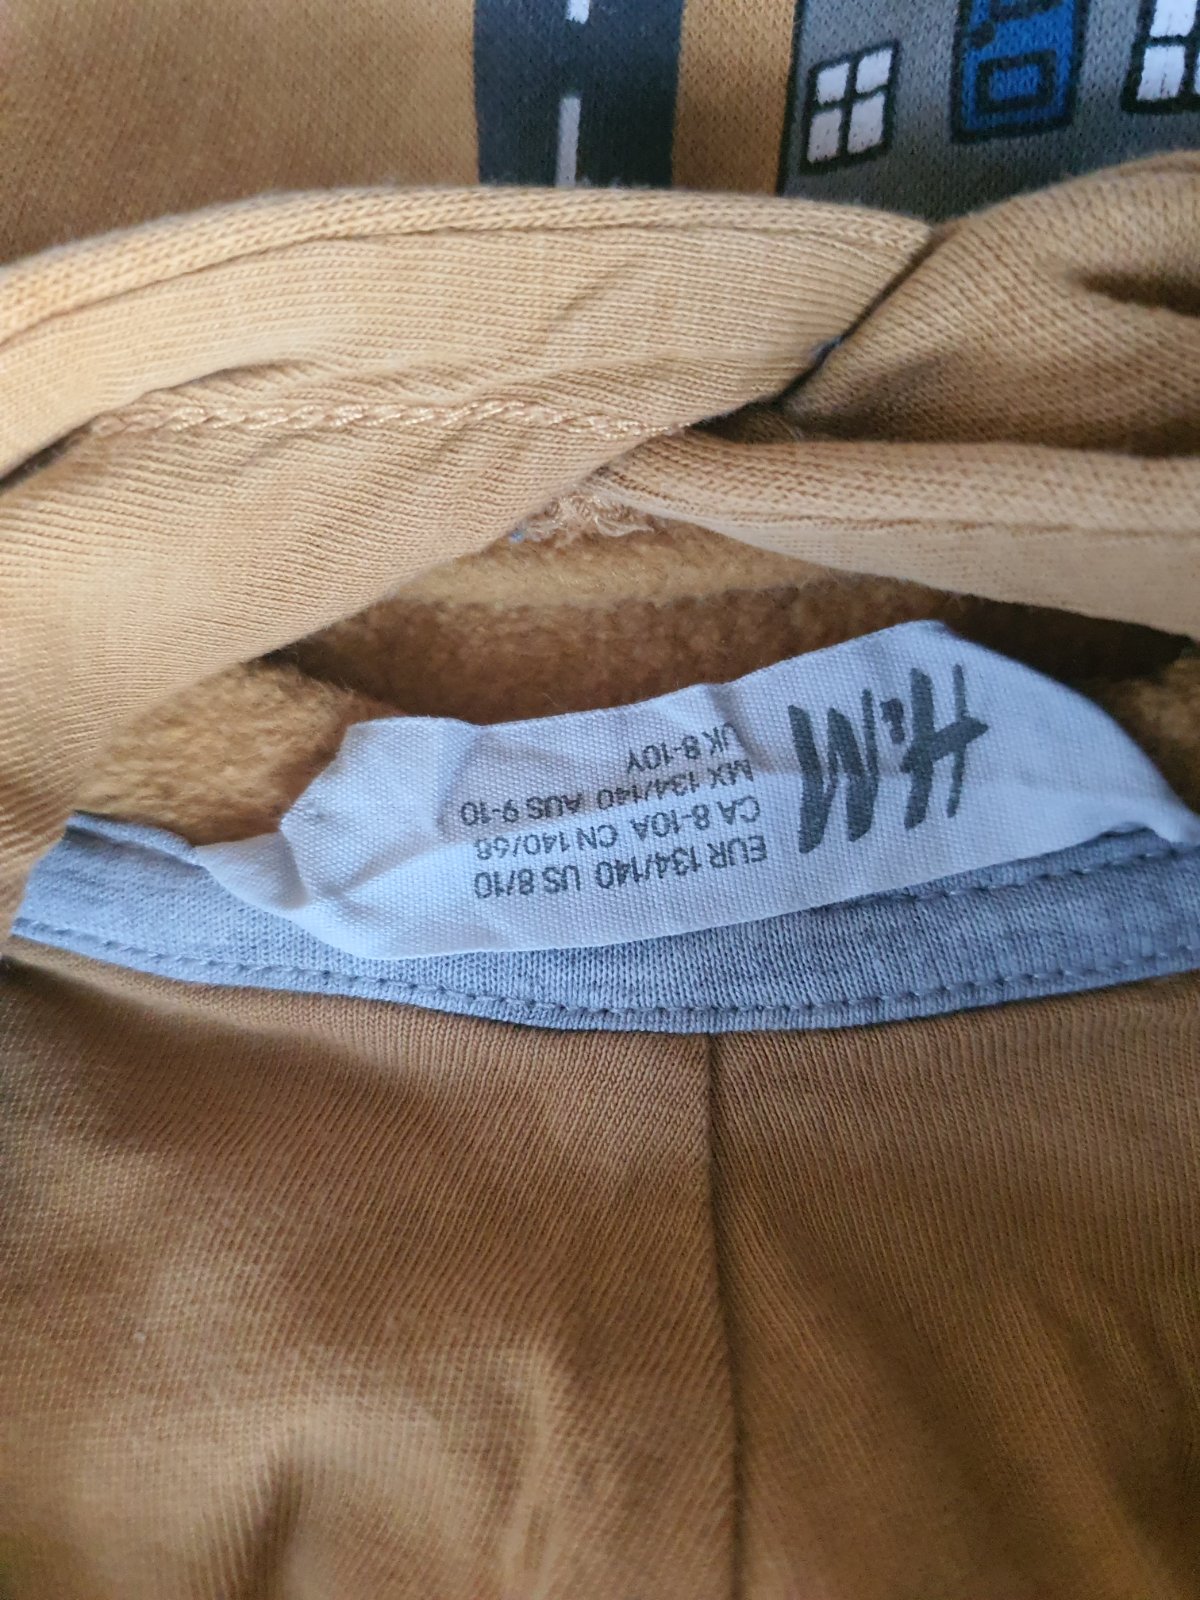 H&M
EUR 134/140 US 8/10
CA 8-10A CN 140/68
MX 134/140 AUS 9-10
UK 8-10Y